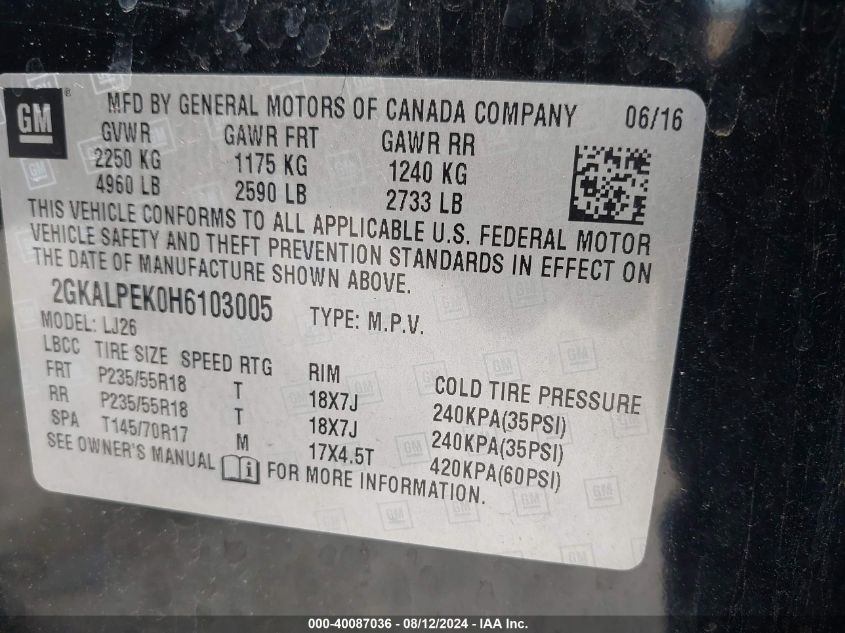 GM
MFD BY GENERAL MOTORS OF CANADA COMPANY 06/16
GVWR GAWR FRT GAWR RR
2250 KG 1175 KG 1240 KG
4960 LB 2590 LB 2733 LB
THIS VEHICLE CONFORMS TO ALL APPLICABLE U.S. FEDERAL MOTOR
VEHICLE SAFETY AND THEFT PREVENTION STANDARDS IN EFFECT ON
THE DATE OF MANUFACTURE SHOWN ABOVE.
2GKALPEK0H6103005 TYPE: M.P.V.
MODEL: LJ26
LBCC TIRE SIZE SPEED RTG RIM COLD TIRE PRESSURE
FRT P235/55R18 T 18X7J 240KPA(35PSI)
RR P235/55R18 T 18X7J 240KPA(35PSI)
SPA T145/70R17 M 17X4.5T 420KPA(60PSI)
SEE OWNER'S MANUAL FOR MORE INFORMATION.
000-40087036 - 08/12/2024 - IAA Inc.